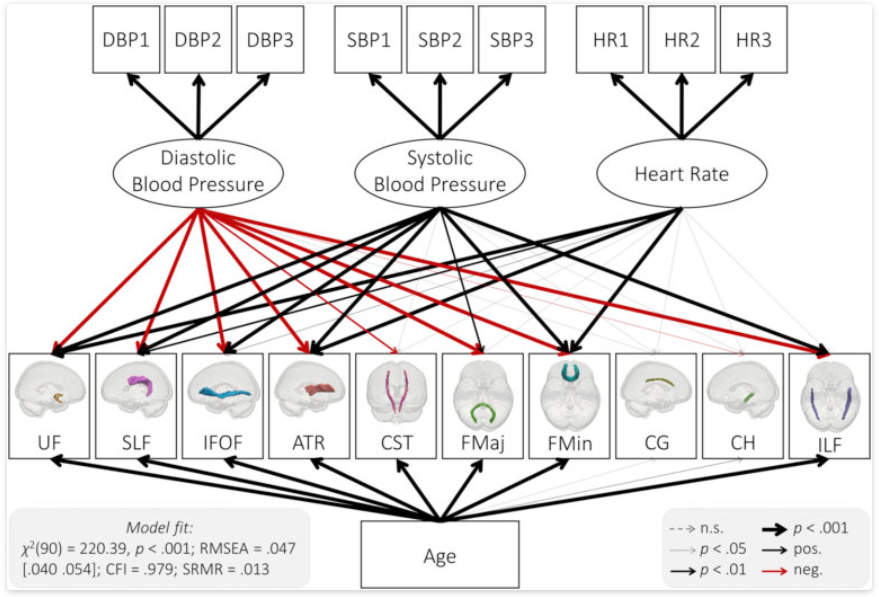 DBP1 DBP2 DBP3 SBP1 SBP2 SBP3 HR1 HR2 HR3
Diastolic
Blood Pressure
Systolic
Blood Pressure
Heart Rate
UF SLF IFOF ATR CST FMaj FMin CG CH ILF
Age
Model fit:
χ²(90) = 220.39, p < .001; RMSEA = .047
[.040 .054]; CFI = .979; SRMR = .013
n.s. p < .001
p < .05 pos.
p < .01 neg.